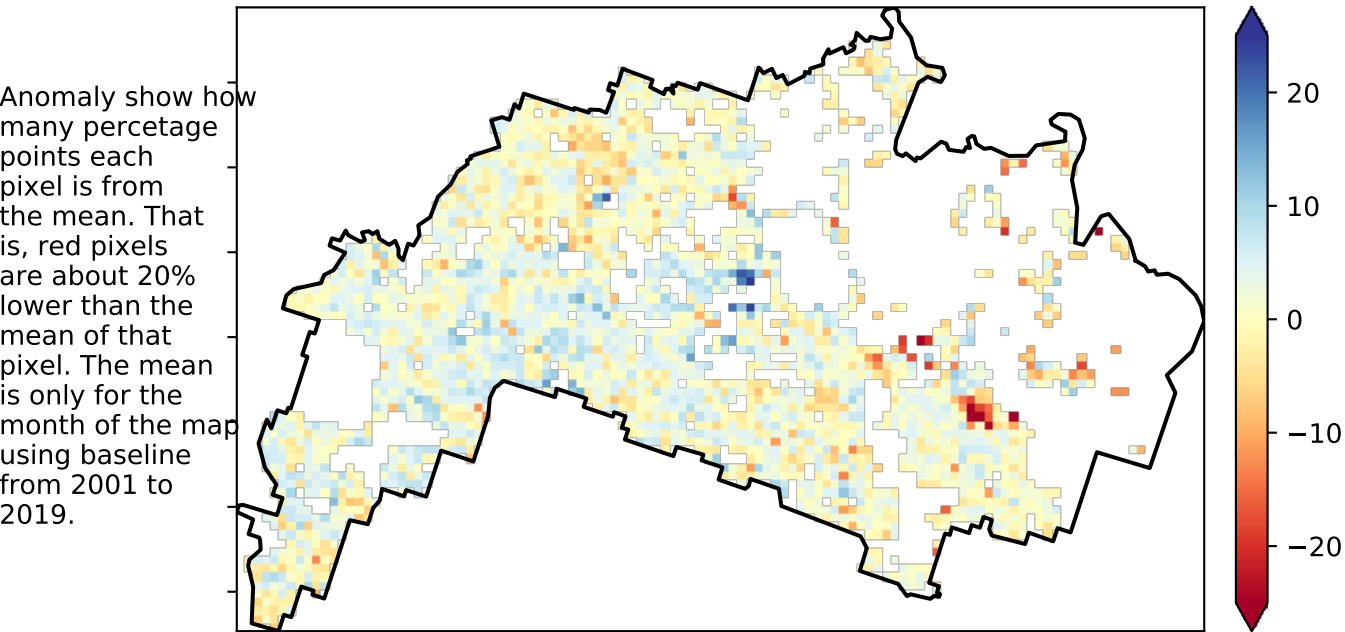 Anomaly show how
many percetage
points each
pixel is from
the mean. That
is, red pixels
are about 20%
lower than the
mean of that
pixel. The mean
is only for the
month of the map
using baseline
from 2001 to
2019.
20
10
0
−10
−20